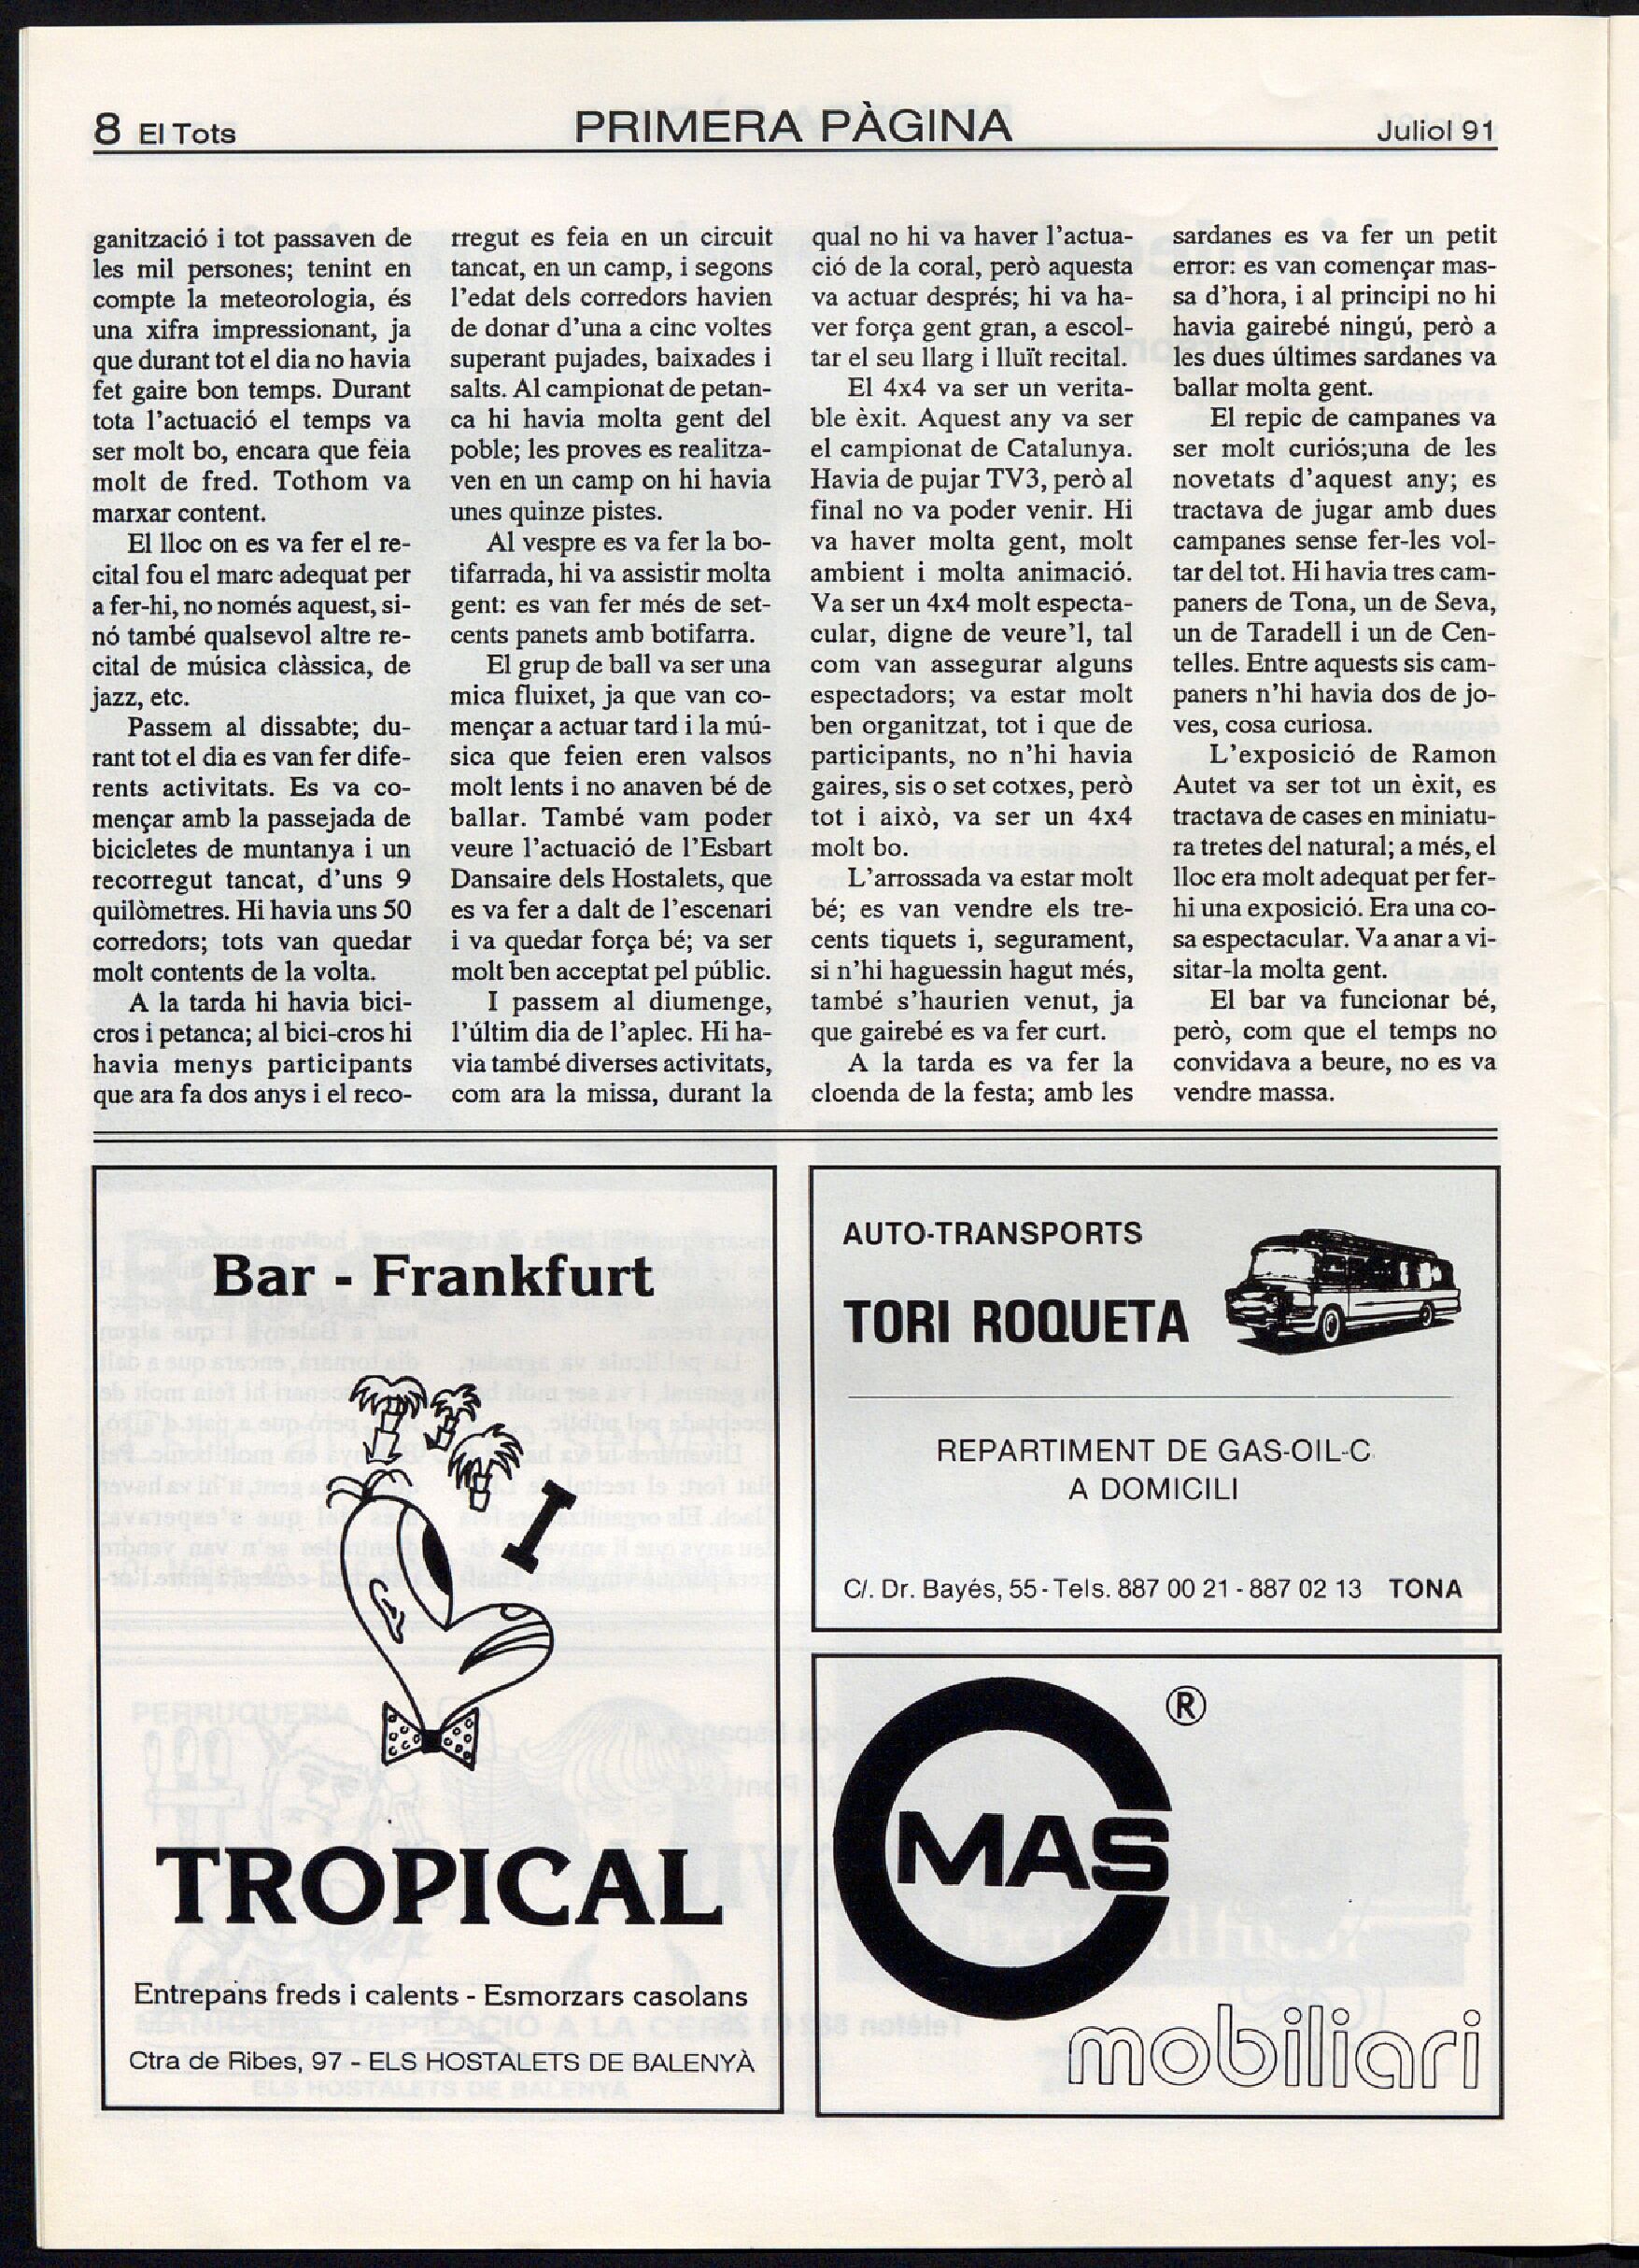 8 El Tots
PRIMERA PÀGINA
Juliol 91
ganització i tot passaven de
les mil persones; tenint en
compte la meteorologia, és
una xifra impressionant, ja
que durant tot el dia no havia
fet gaire bon temps. Durant
tota l'actuació el temps va
ser molt bo, encara que feia
molt de fred. Tothom va
marxar content.
El lloc on es va fer el re-
cital fou el marc adequat per
a fer-hi, no només aquest, si-
nó també qualsevol altre re-
cital de música clàssica, de
jazz, etc.
Passem al dissabte; du-
rant tot el dia es van fer dife-
rents activitats. Es va co-
mençar amb la passejada de
bicicletes de muntanya i un
recorregut tancat, d'uns 9
quilòmetres. Hi havia uns 50
corredors; tots van quedar
molt contents de la volta.
A la tarda hi havia bici-
cros i petanca; al bici-cros hi
havia menys participants
que ara fa dos anys i el reco-
rregut es feia en un circuit
tancat, en un camp, i segons
l'edat dels corredors havien
de donar d'una a cinc voltes
superant pujades, baixades i
salts. Al campionat de petan-
ca hi havia molta gent del
poble; les proves es realitza-
ven en un camp on hi havia
unes quinze pistes.
Al vespre es va fer la bo-
tifarrada, hi va assistir molta
gent: es van fer més de set-
cents panets amb botifarra.
El grup de ball va ser una
mica fluixet, ja que van co-
mençar a actuar tard i la mú-
sica que feien eren valsos
molt lents i no anaven bé de
ballar. També vam poder
veure l'actuació de l'Esbart
Dansaire dels Hostalets, que
es va fer a dalt de l'escenari
i va quedar força bé; va ser
molt ben acceptat pel públic.
I passem al diumenge,
l'últim dia de l'aplec. Hi ha-
via també diverses activitats,
com ara la missa, durant la
qual no hi va haver l'actua-
ció de la coral, però aquesta
va actuar després; hi va ha-
ver força gent gran, a escol-
tar el seu llarg i lluït recital.
El 4x4 va ser un verita-
ble èxit. Aquest any va ser
el campionat de Catalunya.
Havia de pujar TV3, però al
final no va poder venir. Hi
va haver molta gent, molt
ambient i molta animació.
Va ser un 4x4 molt especta-
cular, digne de veure'l, tal
com van assegurar alguns
espectadors; va estar molt
ben organitzat, tot i que de
participants, no n'hi havia
gaires, sis o set cotxes, però
tot i això, va ser un 4x4
molt bo.
L'arrossada va estar molt
bé; es van vendre els tre-
cents tiquets i, segurament,
si n'hi haguessin hagut més,
també s'haurien venut, ja
que gairebé es va fer curt.
A la tarda es va fer la
cloenda de la festa; amb les
sardanes es va fer un petit
error: es van començar mas-
sa d'hora, i al principi no hi
havia gairebé ningú, però a
les dues últimes sardanes va
ballar molta gent.
El repic de campanes va
ser molt curiós;una de les
novetats d'aquest any; es
tractava de jugar amb dues
campanes sense fer-les vol-
tar del tot. Hi havia tres cam-
paners de Tona, un de Seva,
un de Taradell i un de Cen-
telles. Entre aquests sis cam-
paners n'hi havia dos de jo-
ves, cosa curiosa.
L'exposició de Ramon
Autet va ser tot un èxit, es
tractava de cases en miniatu-
ra tretes del natural; a més, el
lloc era molt adequat per fer-
hi una exposició. Era una co-
sa espectacular. Va anar a vi-
sitar-la molta gent.
El bar va funcionar bé,
però, com que el temps no
convidava a beure, no es va
vendre massa.
Bar - Frankfurt
TROPICAL
Entrepans freds i calents - Esmorzars casolans
Ctra de Ribes, 97 - ELS HOSTALETS DE BALENYÀ
AUTO-TRANSPORTS
TORI ROQUETA
REPARTIMENT DE GAS-OIL-C
A DOMICILI
C/. Dr. Bayés, 55 - Tels. 887 00 21 - 887 02 13 TONA
®
MAS
mobiliari